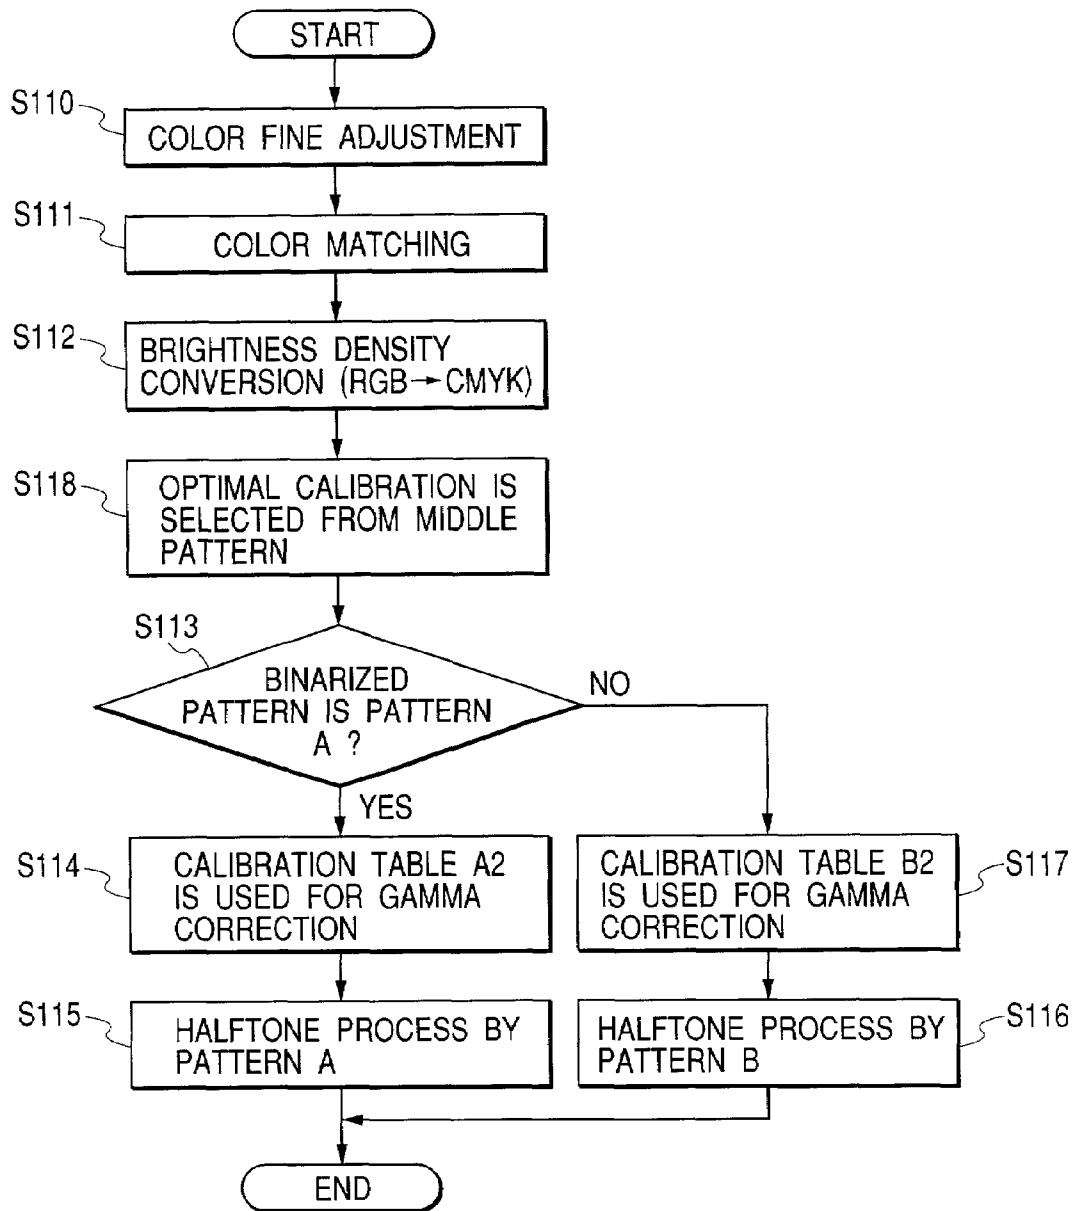 START
S110
COLOR FINE ADJUSTMENT
S111
COLOR MATCHING
S112
BRIGHTNESS DENSITY
CONVERSION (RGB→CMYK)
S118
OPTIMAL CALIBRATION IS
SELECTED FROM MIDDLE
PATTERN
S113
BINARIZED
PATTERN IS PATTERN
A ?
NO
YES
S114
CALIBRATION TABLE A2
IS USED FOR GAMMA
CORRECTION
CALIBRATION TABLE B2
IS USED FOR GAMMA
CORRECTION
S117
S115
HALFTONE PROCESS BY
PATTERN A
HALFTONE PROCESS BY
PATTERN B
S116
END